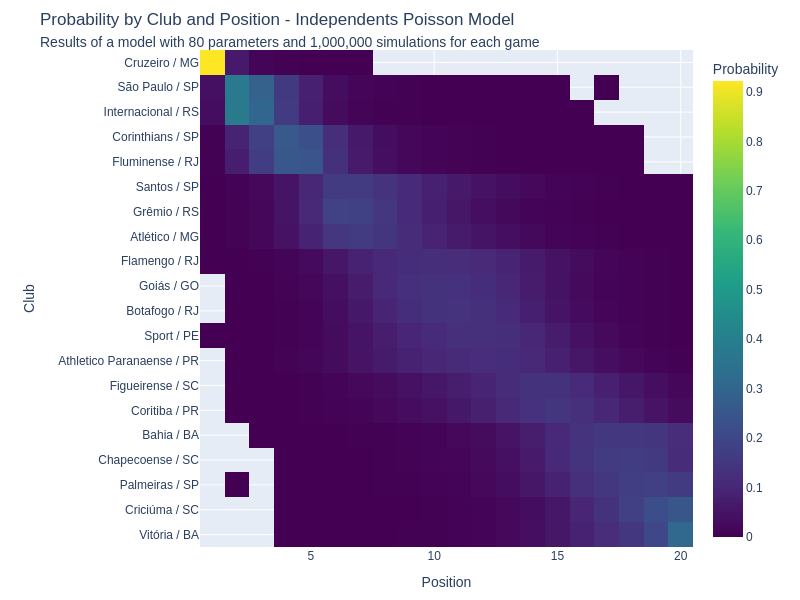 Probability by Club and Position - Independents Poisson Model
Results of a model with 80 parameters and 1,000,000 simulations for each game
Probability
Club
Cruzeiro / MG
São Paulo / SP
Internacional / RS
Corinthians / SP
Fluminense / RJ
Santos / SP
Grêmio / RS
Atlético / MG
Flamengo / RJ
Goiás / GO
Botafogo / RJ
Sport / PE
Athletico Paranaense / PR
Figueirense / SC
Coritiba / PR
Bahia / BA
Chapecoense / SC
Palmeiras / SP
Criciúma / SC
Vitória / BA
0.9
0.8
0.7
0.6
0.5
0.4
0.3
0.2
0.1
0
5
10
15
20
Position